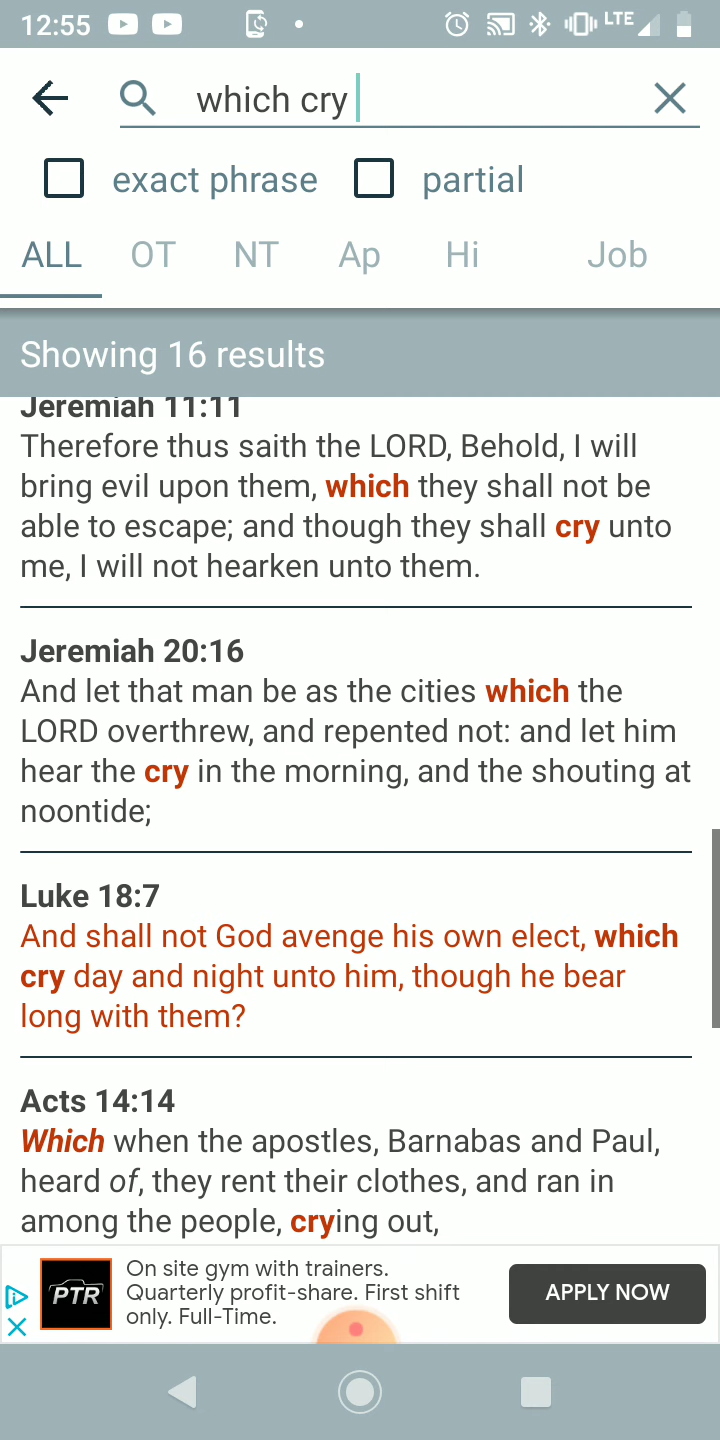 12:55
LTE
which cry
exact phrase partial
ALL OT NT Ap Hi Job
Showing 16 results
Jeremiah 11:11
Therefore thus saith the LORD, Behold, I will
bring evil upon them, which they shall not be
able to escape; and though they shall cry unto
me, I will not hearken unto them.
Jeremiah 20:16
And let that man be as the cities which the
LORD overthrew, and repented not: and let him
hear the cry in the morning, and the shouting at
noontide;
Luke 18:7
And shall not God avenge his own elect, which
cry day and night unto him, though he bear
long with them?
Acts 14:14
Which when the apostles, Barnabas and Paul,
heard of, they rent their clothes, and ran in
among the people, crying out,
PTR
On site gym with trainers.
Quarterly profit-share. First shift
only. Full-Time.
APPLY NOW